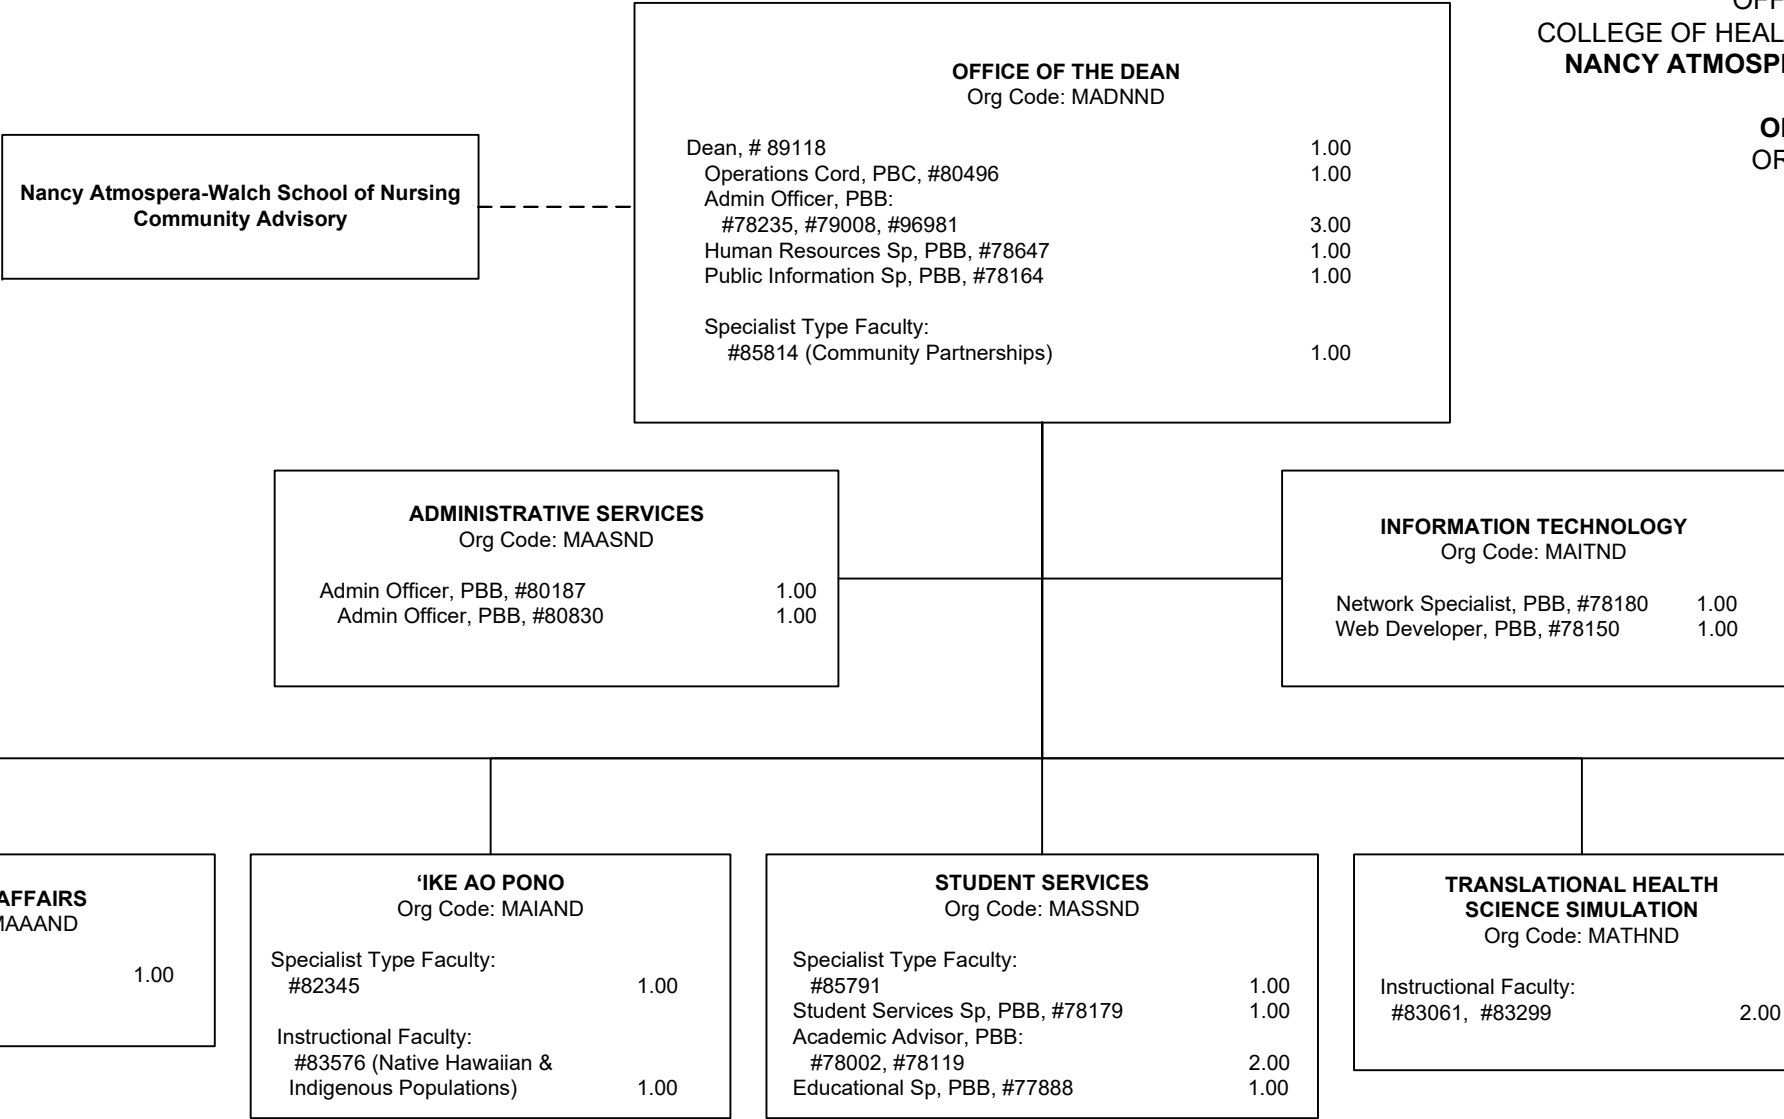 COLLEGE OF HEAL
NANCY ATMOSP
OFFICE OF THE DEAN
Org Code: MADNND
Dean, # 89118 1.00
Operations Cord, PBC, #80496 1.00
Admin Officer, PBB:
#78235, #79008, #96981 3.00
Human Resources Sp, PBB, #78647 1.00
Public Information Sp, PBB, #78164 1.00
Specialist Type Faculty:
#85814 (Community Partnerships) 1.00
Nancy Atmospera-Walch School of Nursing
Community Advisory
ADMINISTRATIVE SERVICES
Org Code: MAASND
Admin Officer, PBB, #80187 1.00
Admin Officer, PBB, #80830 1.00
INFORMATION TECHNOLOGY
Org Code: MAITND
Network Specialist, PBB, #78180 1.00
Web Developer, PBB, #78150 1.00
AFFAIRS
MAAAND
1.00
‘IKE AO PONO
Org Code: MAIAND
Specialist Type Faculty:
#82345 1.00
Instructional Faculty:
#83576 (Native Hawaiian &
Indigenous Populations) 1.00
STUDENT SERVICES
Org Code: MASSND
Specialist Type Faculty:
#85791 1.00
Student Services Sp, PBB, #78179 1.00
Academic Advisor, PBB:
#78002, #78119 2.00
Educational Sp, PBB, #77888 1.00
TRANSLATIONAL HEALTH
SCIENCE SIMULATION
Org Code: MATHND
Instructional Faculty:
#83061, #83299 2.00